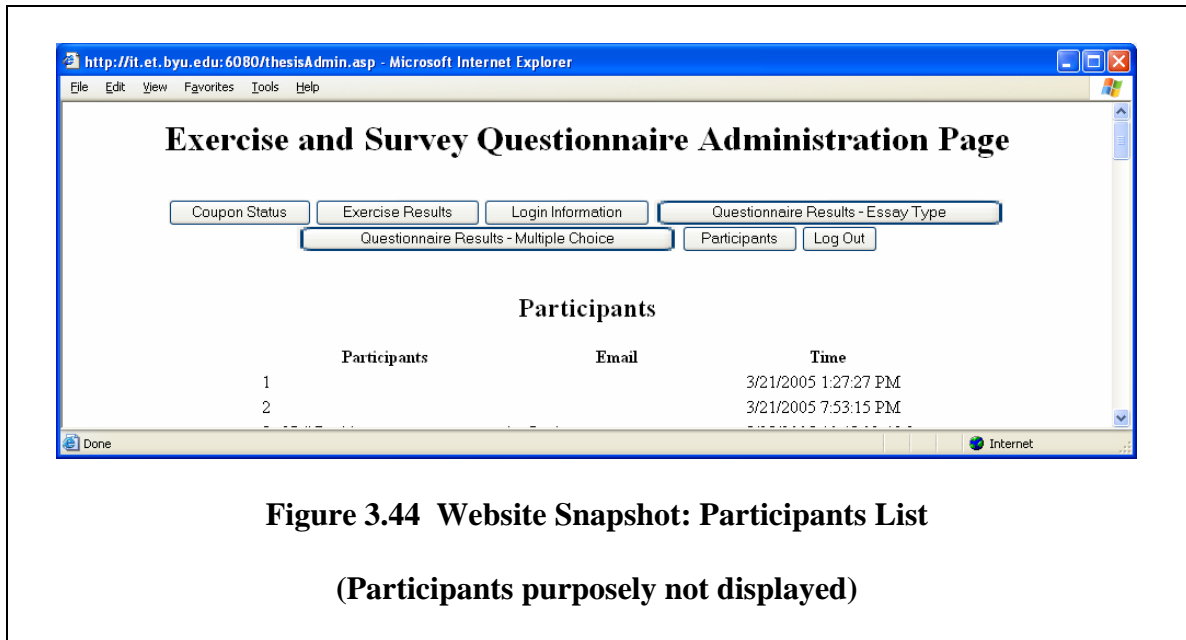 http://it.et.byu.edu:6080/thesisAdmin.asp - Microsoft Internet Explorer
File Edit View Favorites Tools Help
Exercise and Survey Questionnaire Administration Page
Coupon Status Exercise Results Login Information Questionnaire Results - Essay Type
Questionnaire Results - Multiple Choice Participants Log Out
Participants
Participants Email Time
1 3/21/2005 1:27:27 PM
2 3/21/2005 7:53:15 PM
Done Internet
Figure 3.44 Website Snapshot: Participants List
(Participants purposely not displayed)